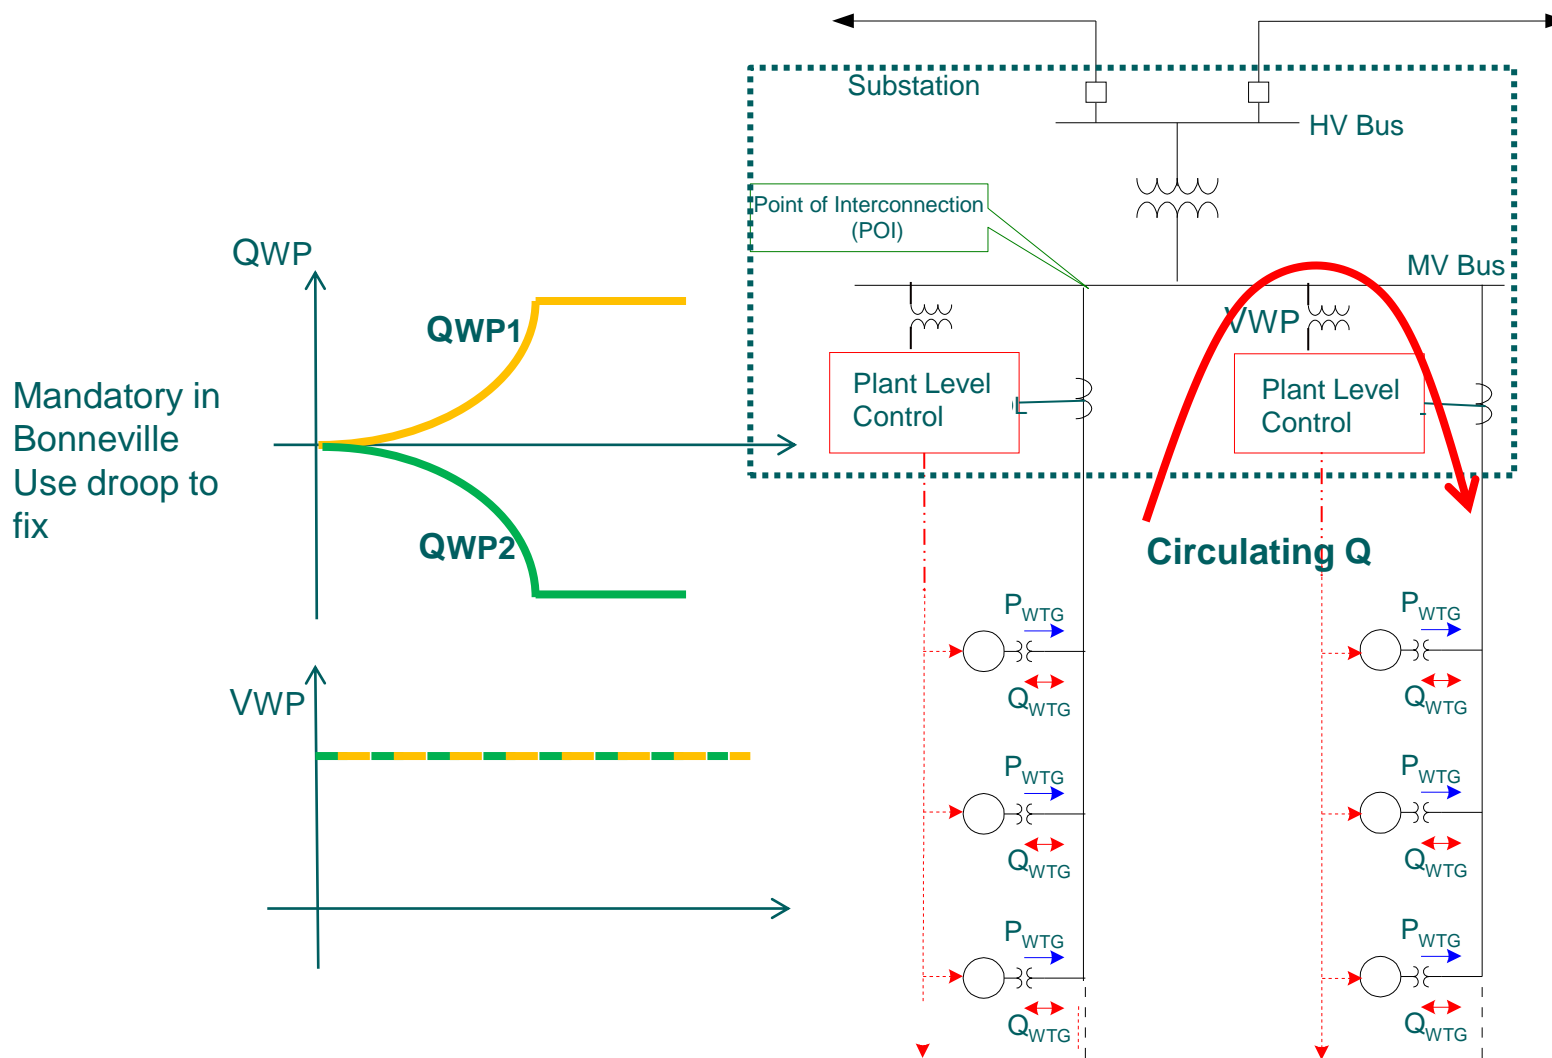 Substation
HV Bus
Point of Interconnection
(POI)
MV Bus
QWP
QWP1
QWP2
Mandatory in
Bonneville
Use droop to
fix
VWP
VWP
Plant Level
Control
Plant Level
Control
Circulating Q
PWTG
QWTG
PWTG
QWTG
PWTG
QWTG
PWTG
QWTG
PWTG
QWTG
PWTG
QWTG